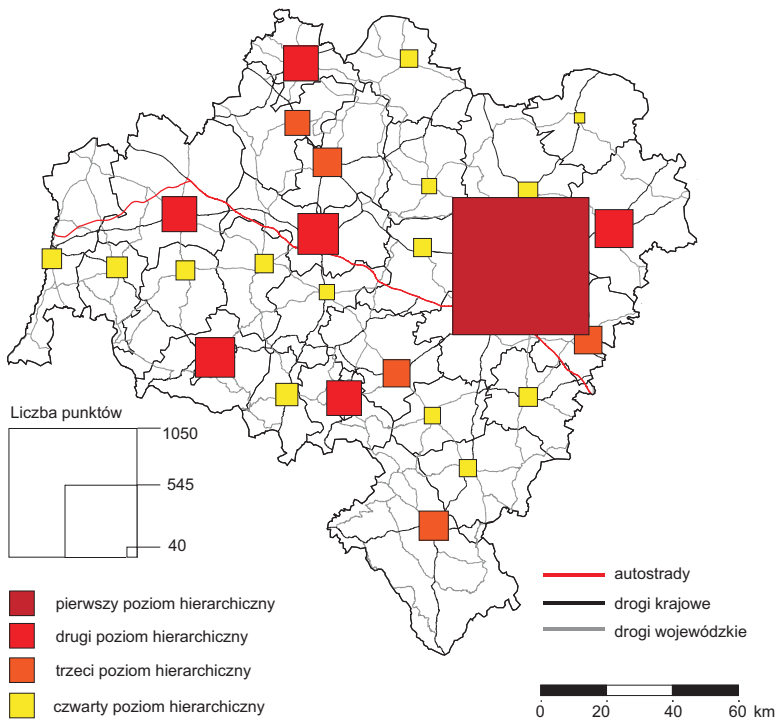 Liczba punktów
1050
545
40
pierwszy poziom hierarchiczny
drugi poziom hierarchiczny
trzeci poziom hierarchiczny
czwarty poziom hierarchiczny
autostrady
drogi krajowe
drogi wojewódzkie
0 20 40 60 km